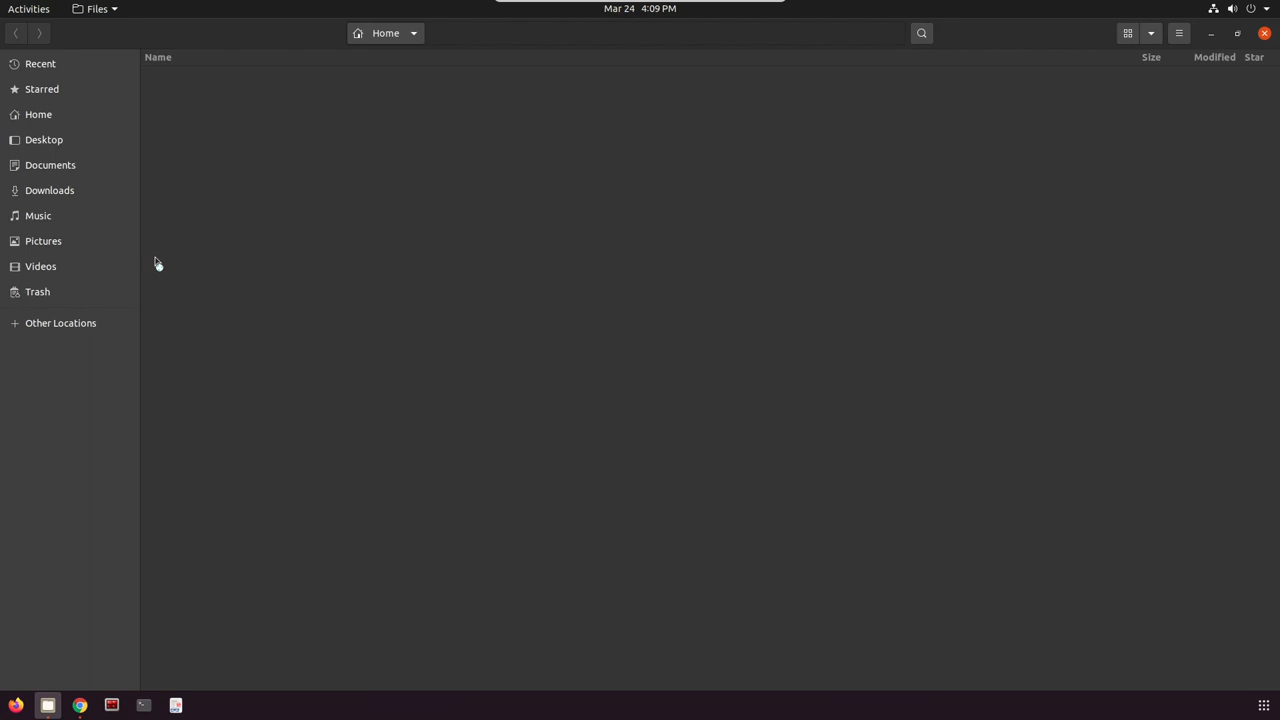 Activities Files Mar 24 4:09 PM
Home
Name Size Modified Star
Recent
Starred
Home
Desktop
Documents
Downloads
Music
Pictures
Videos
Trash
Other Locations